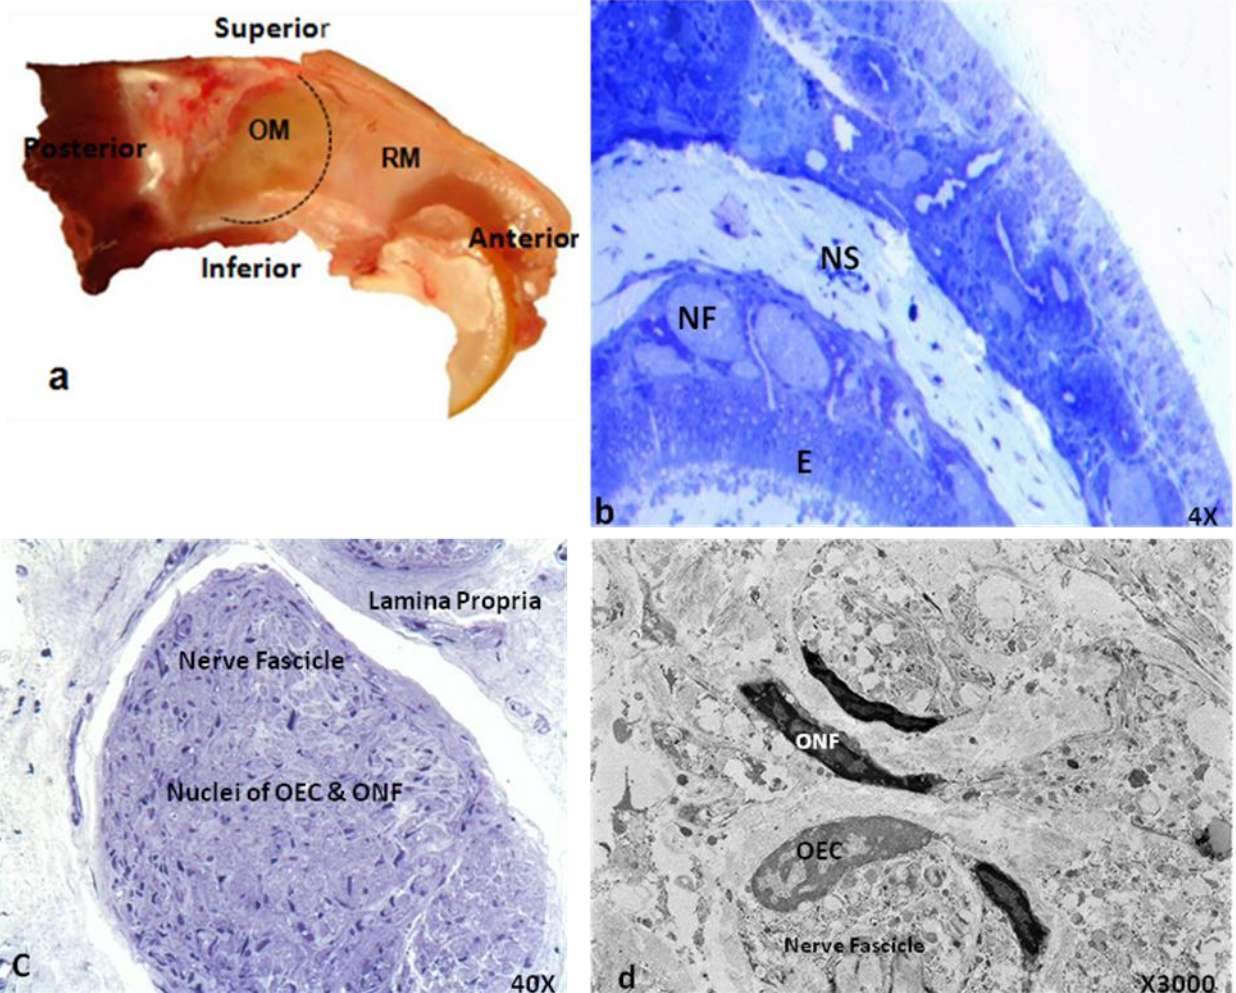 Superior
OM
Posterior
RM
Anterior
Inferior
a
NS
NF
E
b
4X
Lamina Propria
Nerve Fascicle
Nuclei of OEC & ONF
C
40X
ONF
OEC
Nerve Fascicle
d
X3000